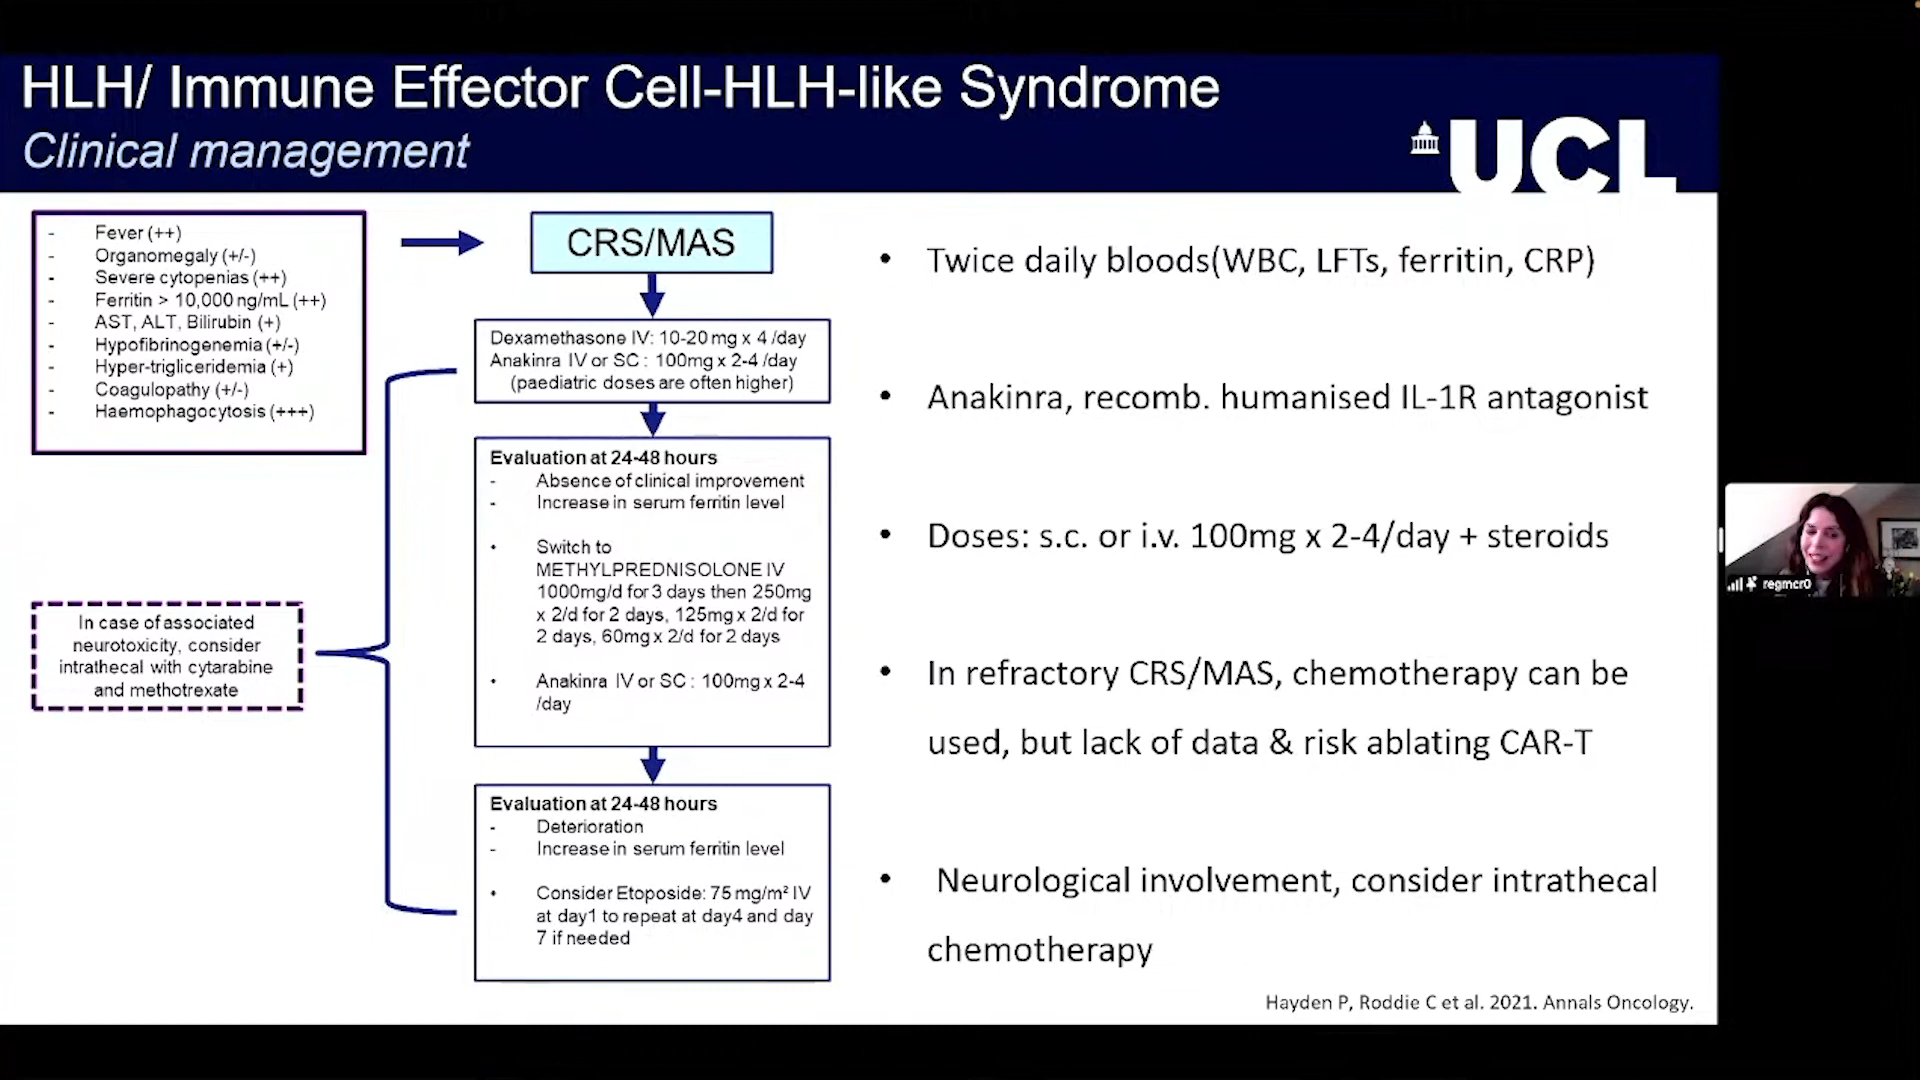 HLH/ Immune Effector Cell-HLH-like Syndrome
Clinical management
UCL
- Fever (++)
- Organomegaly (+/-)
- Severe cytopenias (++)
- Ferritin > 10,000 ng/mL (++)
- AST, ALT, Bilirubin (+)
- Hypofibrinogenemia (+/-)
- Hyper-trigliceridemia (+)
- Coagulopathy (+/-)
- Haemophagocytosis (+++)
CRS/MAS
Dexamethasone IV: 10-20 mg x 4 /day
Anakinra IV or SC : 100mg x 2-4 /day
(paediatric doses are often higher)
Evaluation at 24-48 hours
- Absence of clinical improvement
- Increase in serum ferritin level
• Switch to
METHYLPREDNISOLONE IV
1000mg/d for 3 days then 250mg
x 2/d for 2 days, 125mg x 2/d for
2 days, 60mg x 2/d for 2 days
• Anakinra IV or SC : 100mg x 2-4
/day
Evaluation at 24-48 hours
- Deterioration
- Increase in serum ferritin level
• Consider Etoposide: 75 mg/m² IV
at day1 to repeat at day4 and day
7 if needed
In case of associated
neurotoxicity, consider
intrathecal with cytarabine
and methotrexate
• Twice daily bloods(WBC, LFTs, ferritin, CRP)
• Anakinra, recomb. humanised IL-1R antagonist
• Doses: s.c. or i.v. 100mg x 2-4/day + steroids
• In refractory CRS/MAS, chemotherapy can be
used, but lack of data & risk ablating CAR-T
• Neurological involvement, consider intrathecal
chemotherapy
Hayden P, Roddie C et al. 2021. Annals Oncology.
regmcr0